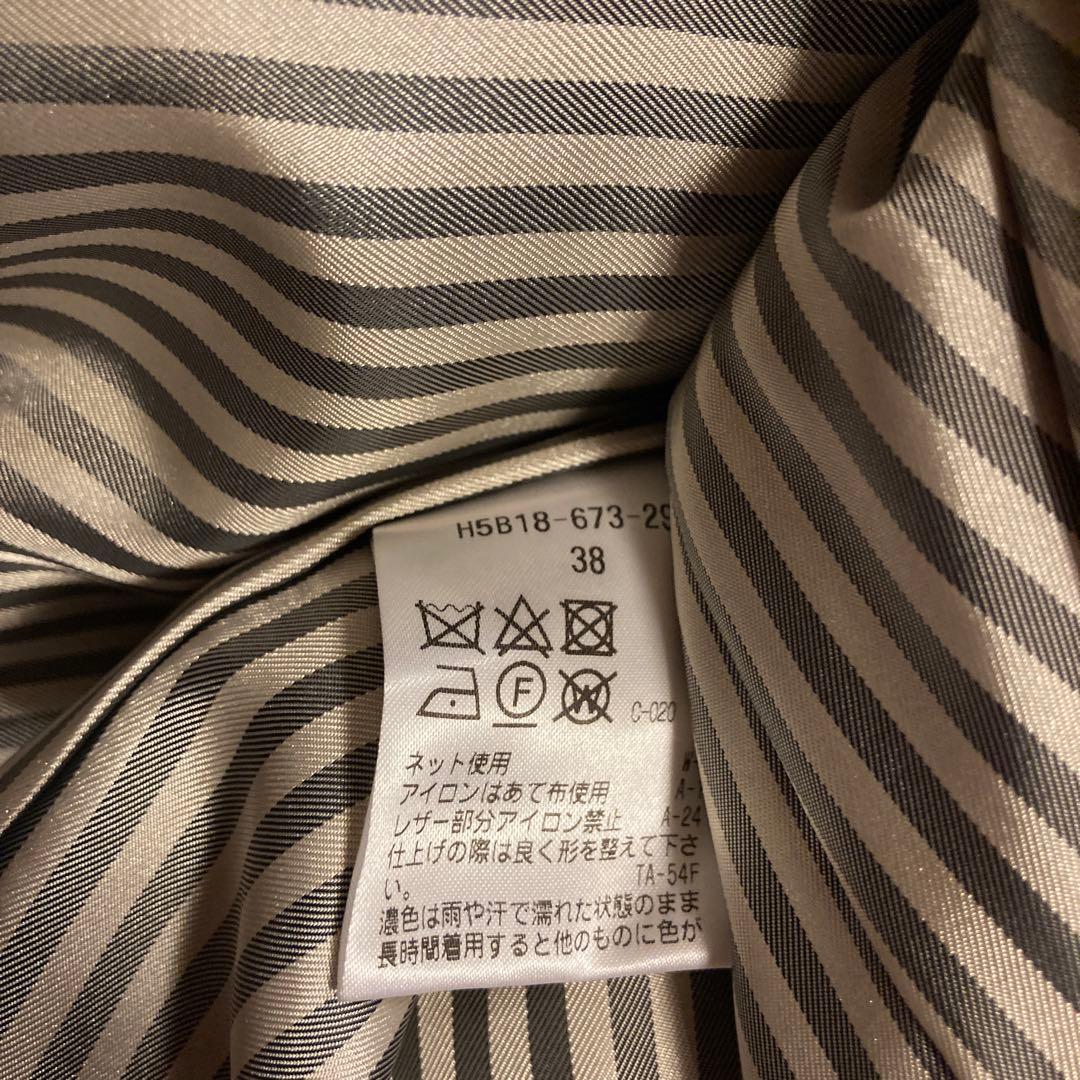 H5B18-673-29
38
F W C-020
ネット使用
アイロンはあて布使用 A-
レザー部分アイロン禁止 A-24
仕上げの際は良く形を整えて下さ
い。 TA-54F
濃色は雨や汗で濡れた状態のまま
長時間着用すると他のものに色が